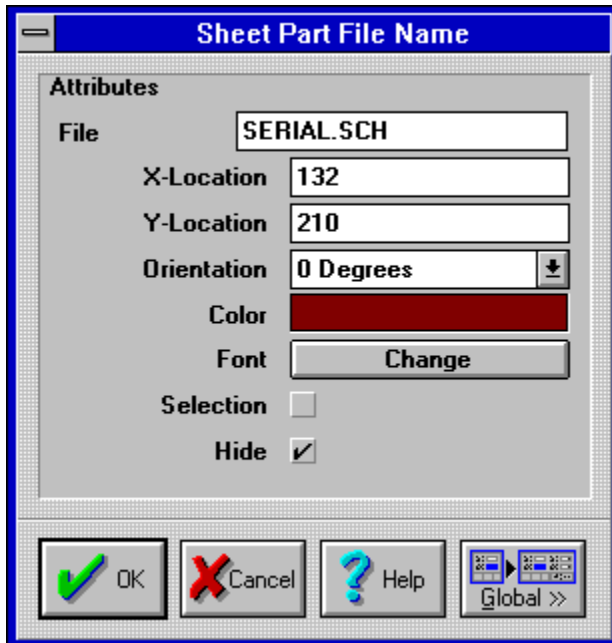 Sheet Part File Name
Attributes
File SERIAL.SCH
X-Location 132
Y-Location 210
Orientation 0 Degrees
Color
Font Change
Selection
Hide
OK Cancel Help Global >>